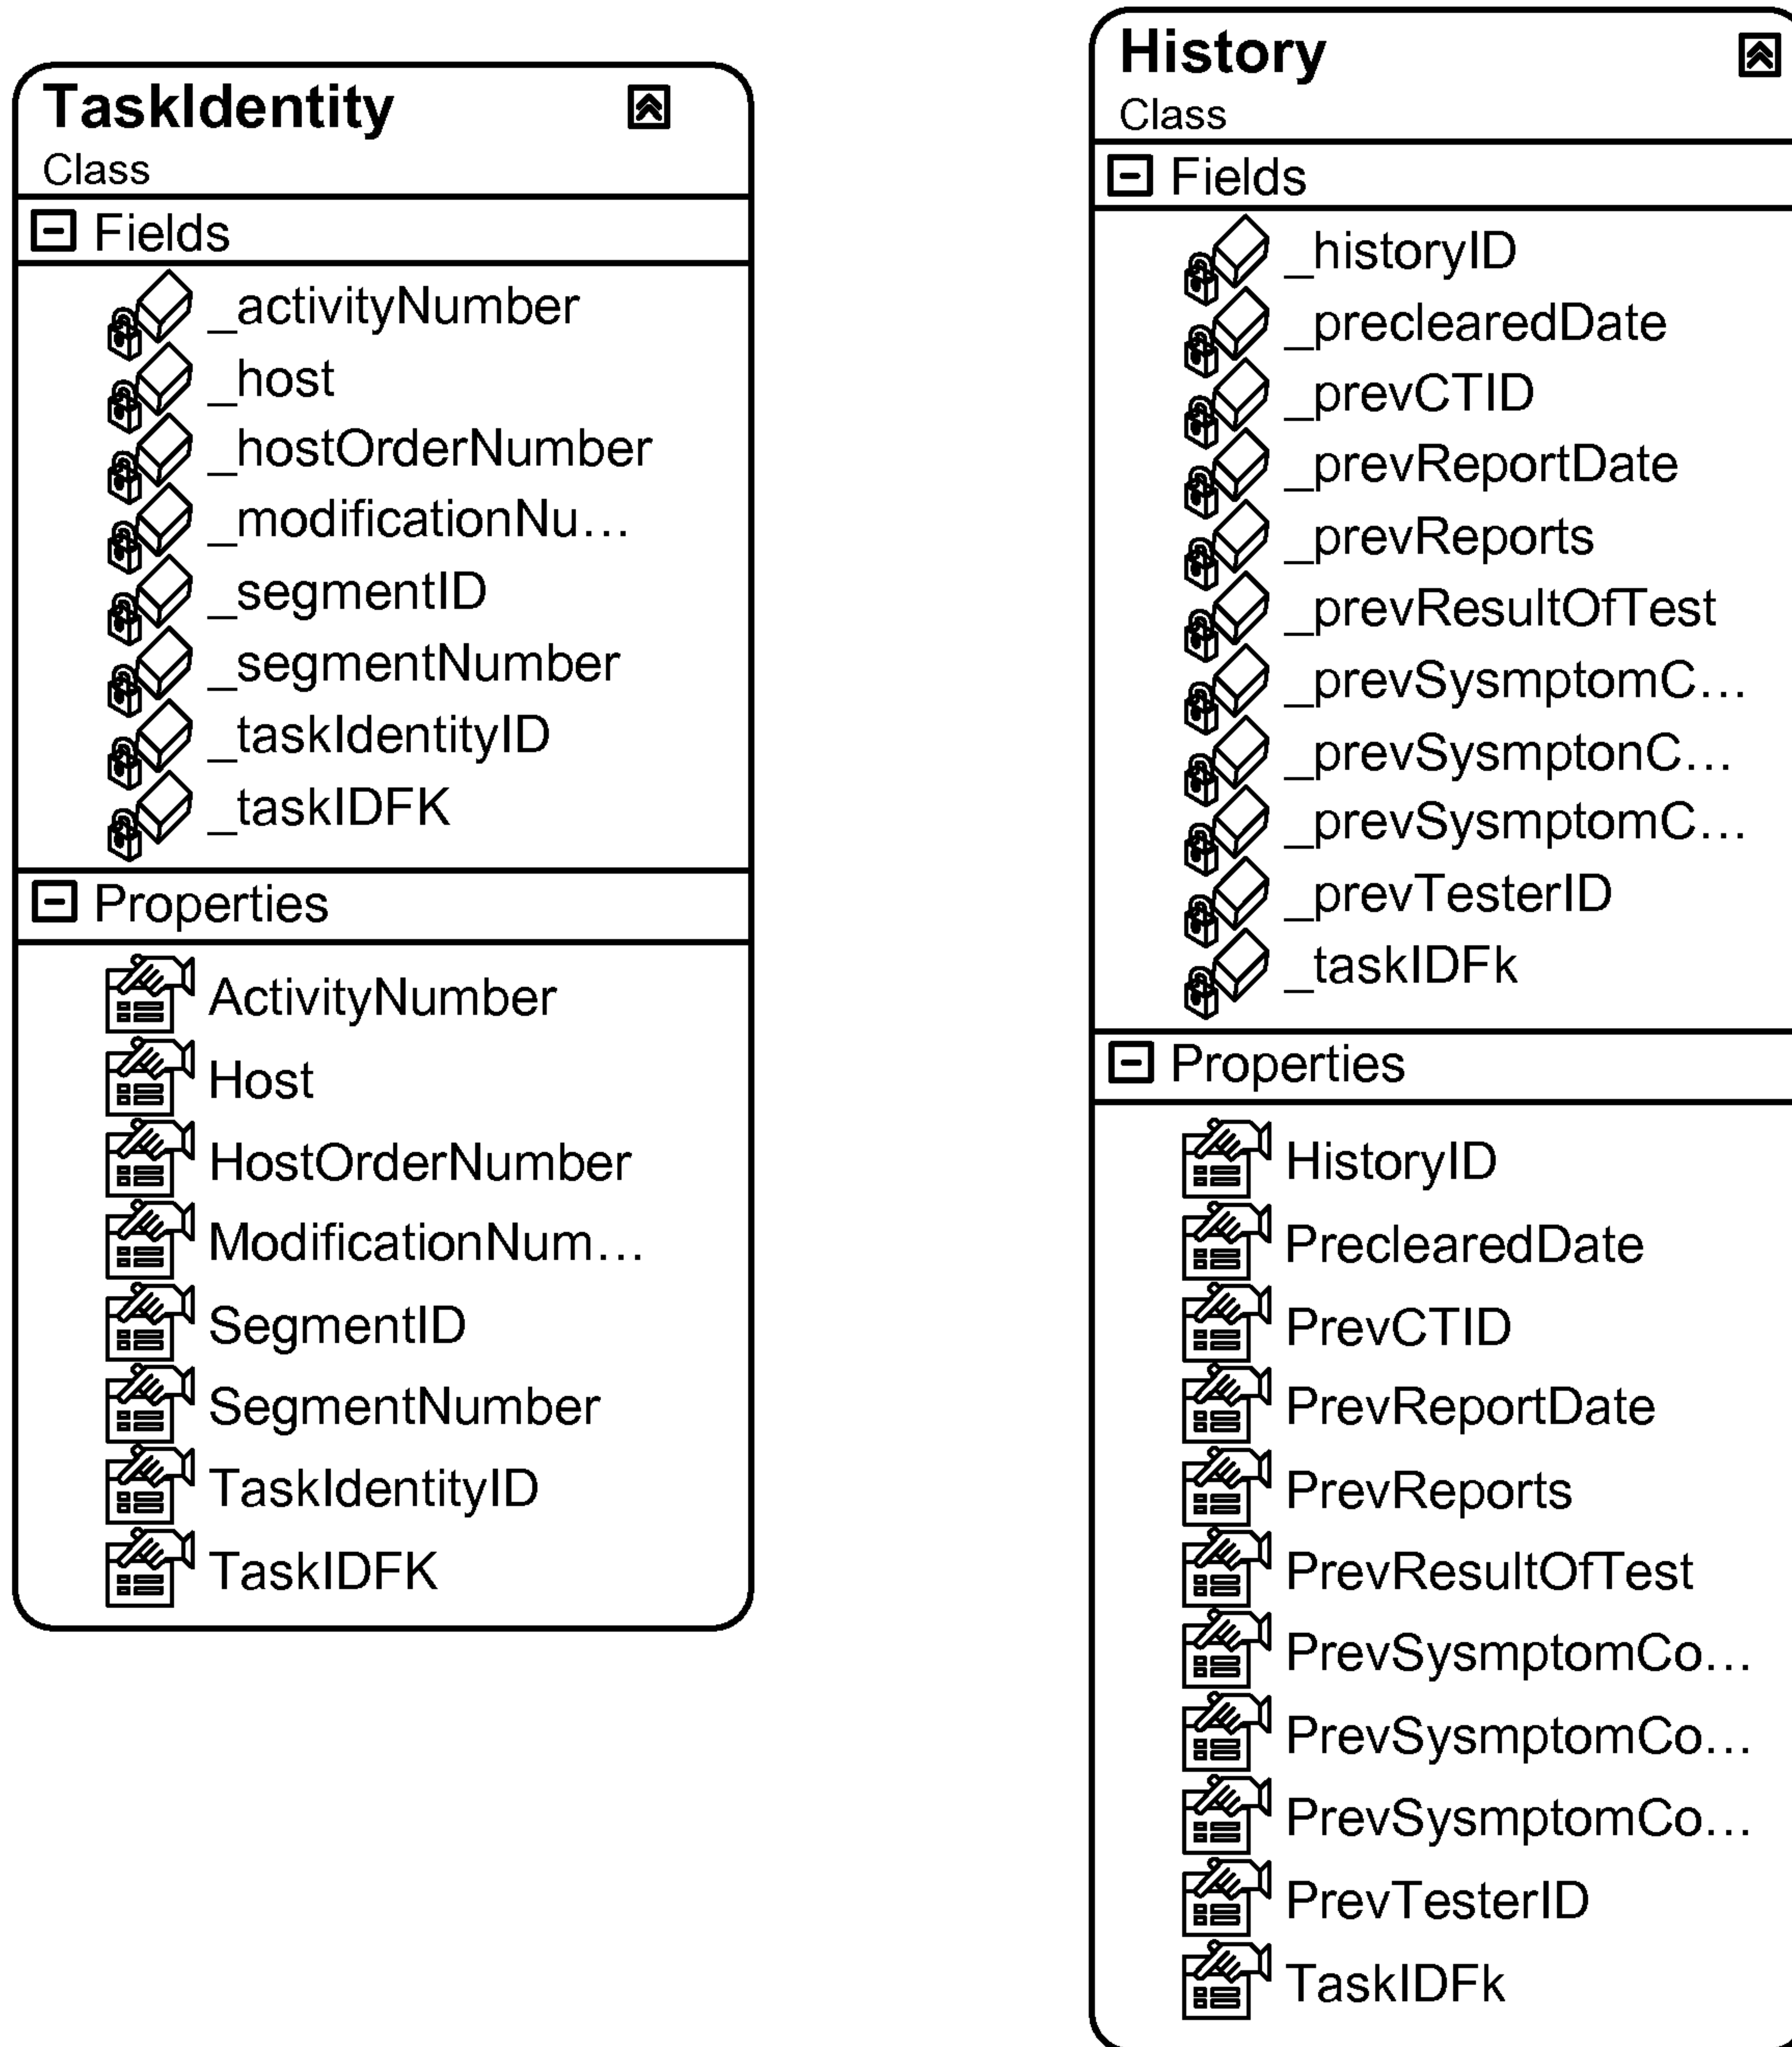 TaskIdentity
Class
Fields
_activityNumber
_host
_hostOrderNumber
_modificationNu...
_segmentID
_segmentNumber
_taskIdentityID
_taskIDFK
Properties
ActivityNumber
Host
HostOrderNumber
ModificationNum...
SegmentID
SegmentNumber
TaskIdentityID
TaskIDFK
History
Class
Fields
_historyID
_preclearedDate
_prevCTID
_prevReportDate
_prevReports
_prevResultOfTest
_prevSysmptomC...
_prevSysmptonC...
_prevSysmptomC...
_prevTesterID
_taskIDFk
Properties
HistoryID
PreclearedDate
PrevCTID
PrevReportDate
PrevReports
PrevResultOfTest
PrevSysmptomCo...
PrevSysmptomCo...
PrevSysmptomCo...
PrevTesterID
TaskIDFk